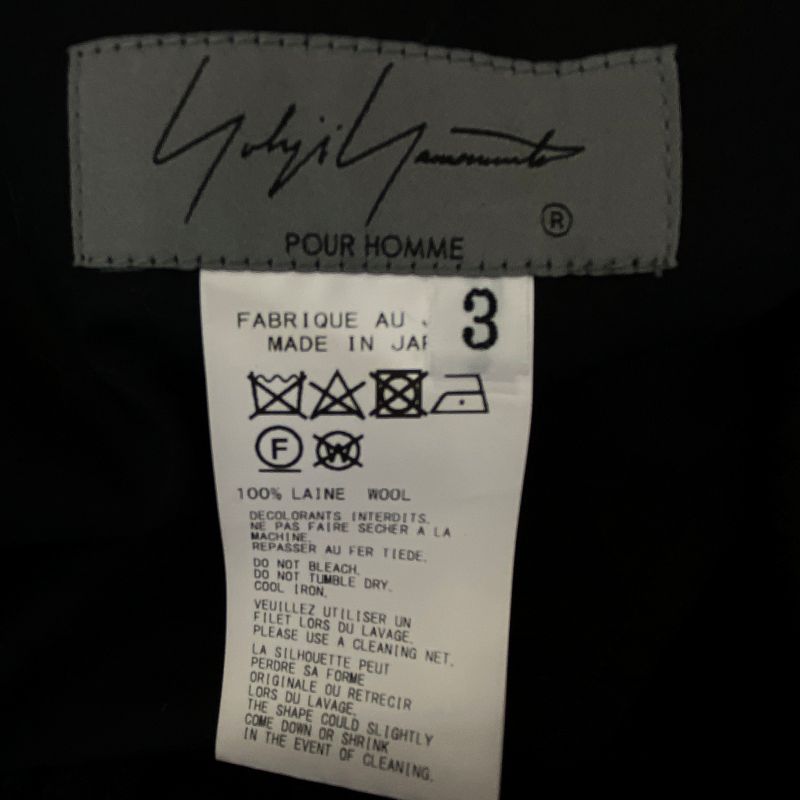 Yohji Yamamoto
®
POUR HOMME
3
FABRIQUE AU
MADE IN
F
W
100% LAINE WOOL
DECOLORANTS INTERDITS.
NE PAS FAIRE SECHER A LA
MACHINE.
REPASSER AU FER TIEDE.
DO NOT BLEACH.
DO NOT TUMBLE DRY.
COOL IRON.
VEUILLEZ UTILISER UN
FILET LORS DU LAVAGE.
PLEASE USE A CLEANING NET.
LA SILHOUETTE PEUT
PERDRE SA FORME
ORIGINALE OU RETRECIR
LORS DU LAVAGE.
THE SHAPE COULD SLIGHTLY
COME DOWN OR SHRINK
IN THE EVENT OF CLEANING.